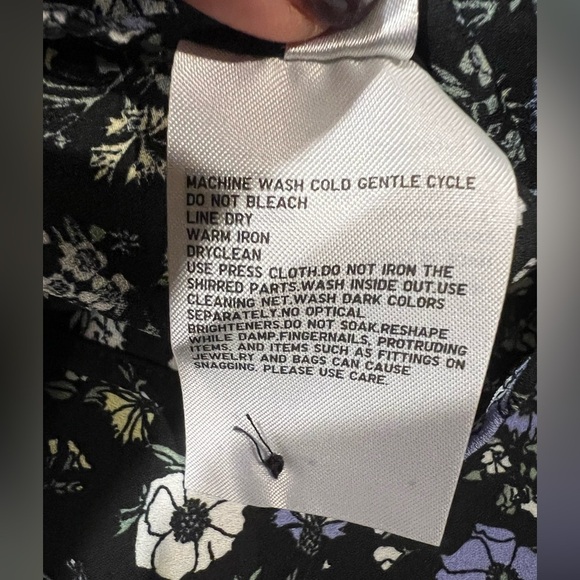 MACHINE WASH COLD GENTLE CYCLE
DO NOT BLEACH
LINE DRY
WARM IRON
DRYCLEAN
USE PRESS CLOTH.DO NOT IRON THE
SHIRRED PARTS.WASH INSIDE OUT.USE
CLEANING NET.WASH DARK COLORS
SEPARATELY.NO OPTICAL
BRIGHTENERS.DO NOT SOAK.RESHAPE
WHILE DAMP.FINGERNAILS, PROTRUDING
ITEMS, AND ITEMS SUCH AS FITTINGS ON
JEWELRY AND BAGS CAN CAUSE
SNAGGING. PLEASE USE CARE.